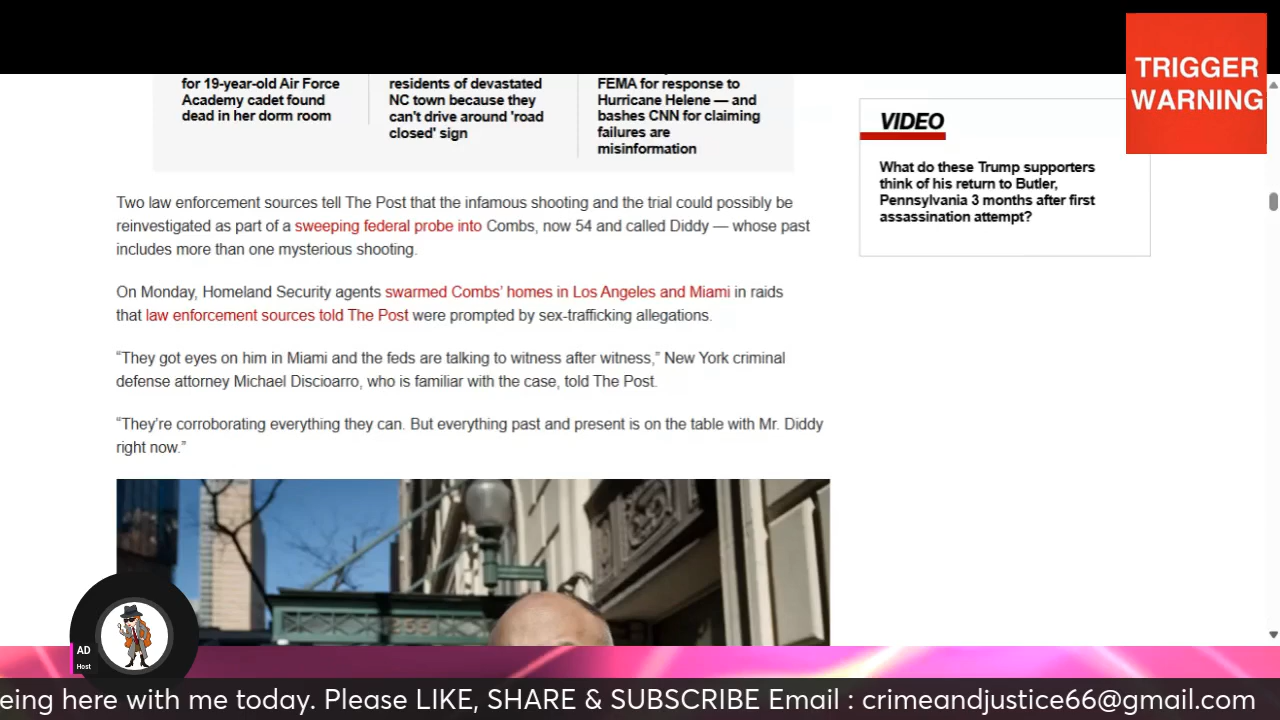 TRIGGER
WARNING
for 19-year-old Air Force
Academy cadet found
dead in her dorm room
residents of devastated
NC town because they
can't drive around 'road
closed' sign
FEMA for response to
Hurricane Helene — and
bashes CNN for claiming
failures are
misinformation
VIDEO
What do these Trump supporters
think of his return to Butler,
Pennsylvania 3 months after first
assassination attempt?
Two law enforcement sources tell The Post that the infamous shooting and the trial could possibly be
reinvestigated as part of a sweeping federal probe into Combs, now 54 and called Diddy — whose past
includes more than one mysterious shooting.
On Monday, Homeland Security agents swarmed Combs’ homes in Los Angeles and Miami in raids
that law enforcement sources told The Post were prompted by sex-trafficking allegations.
“They got eyes on him in Miami and the feds are talking to witness after witness,” New York criminal
defense attorney Michael Discioarro, who is familiar with the case, told The Post.
“They’re corroborating everything they can. But everything past and present is on the table with Mr. Diddy
right now.”
255
AD
Host
eing here with me today. Please LIKE, SHARE & SUBSCRIBE Email : crimeandjustice66@gmail.com